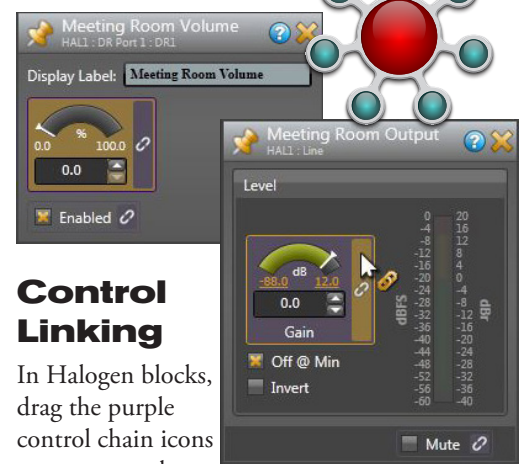 Meeting Room Volume
HAL1 : DR Port 1 : DR1
Display Label: Meeting Room Volume
%
0.0 100.0
0.0
Enabled
Meeting Room Output
HAL1 : Line
Level
dB
-88.0 12.0
0.0
Gain
Off @ Min
Invert
dBFS
0 20
-4 16
-8 12
-12 8
-16 4
-20 0
-24 -4
-28 -8
-32 -12
-36 -16
-40 -20
-44 -24
-48 -28
-52 -32
-56 -36
-60 -40
dBr
Mute
Control
Linking
In Halogen blocks,
drag the purple
control chain icons